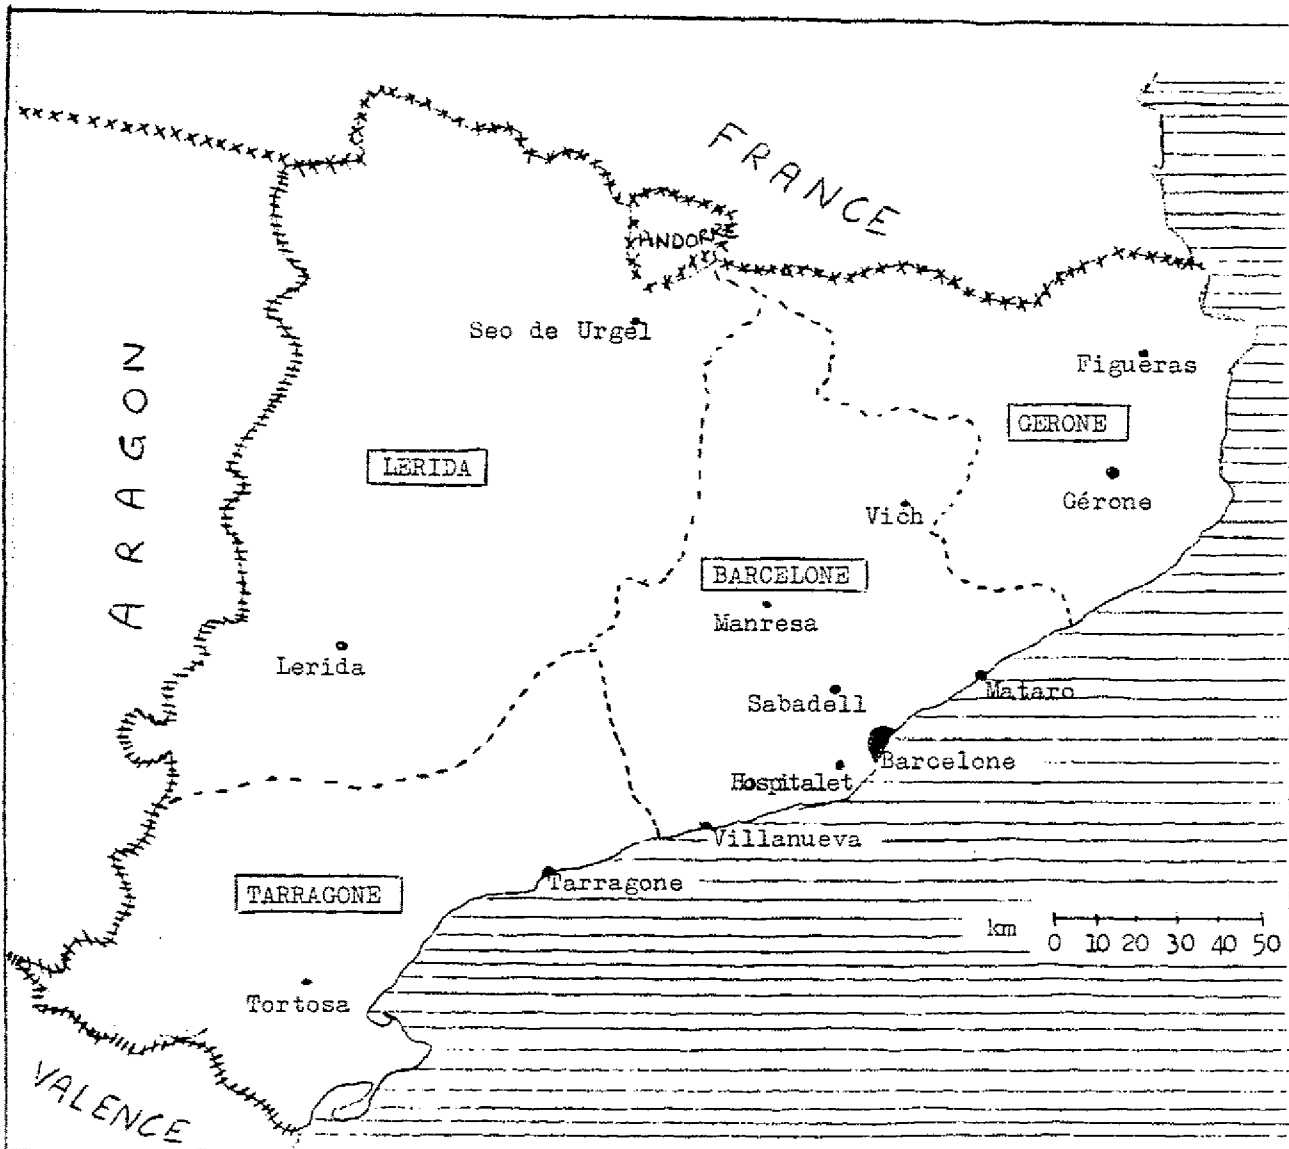 FRANCE
ANDORRE
Seo de Urgel
Figueras
ARAGON
GERONE
LERIDA
Gérone
Vich
BARCELONE
Manresa
Lerida
Mataro
Sabadell
Barcelone
Hospitalet
Villanueva
Tarragone
TARRAGONE
km 0 10 20 30 40 50
Tortosa
VALENCE